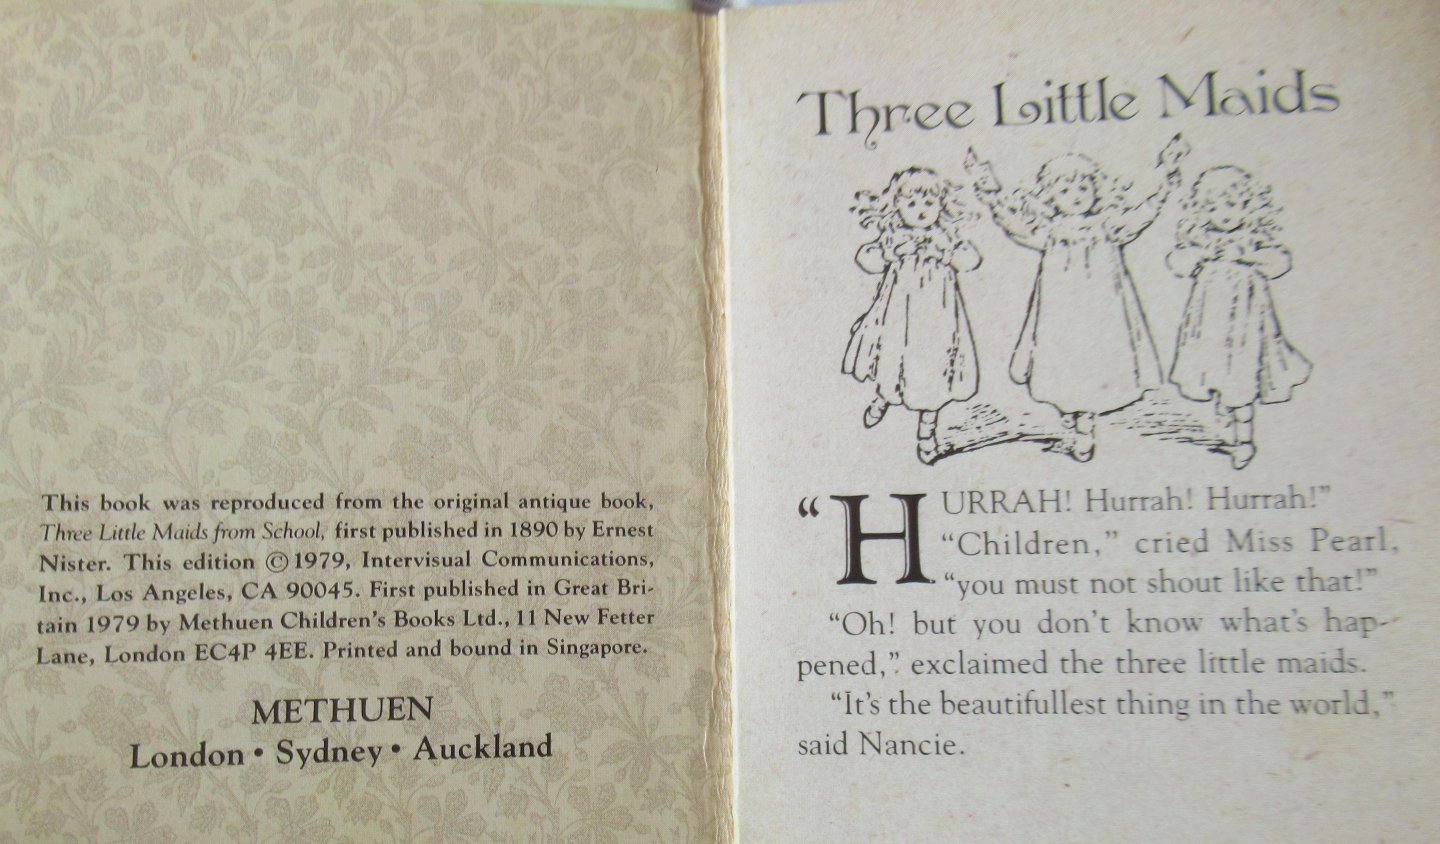 This book was reproduced from the original antique book,
Three Little Maids from School, first published in 1890 by Ernest
Nister. This edition ©1979, Intervisual Communications,
Inc., Los Angeles, CA 90045. First published in Great Bri-
tain 1979 by Methuen Children's Books Ltd., 11 New Fetter
Lane, London EC4P 4EE. Printed and bound in Singapore.
METHUEN
London • Sydney • Auckland
Three Little Maids
“HURRAH! Hurrah! Hurrah!”
“Children,” cried Miss Pearl,
“you must not shout like that!”
“Oh! but you don't know what's hap-
pened,” exclaimed the three little maids.
“It's the beautifullest thing in the world,”
said Nancie.